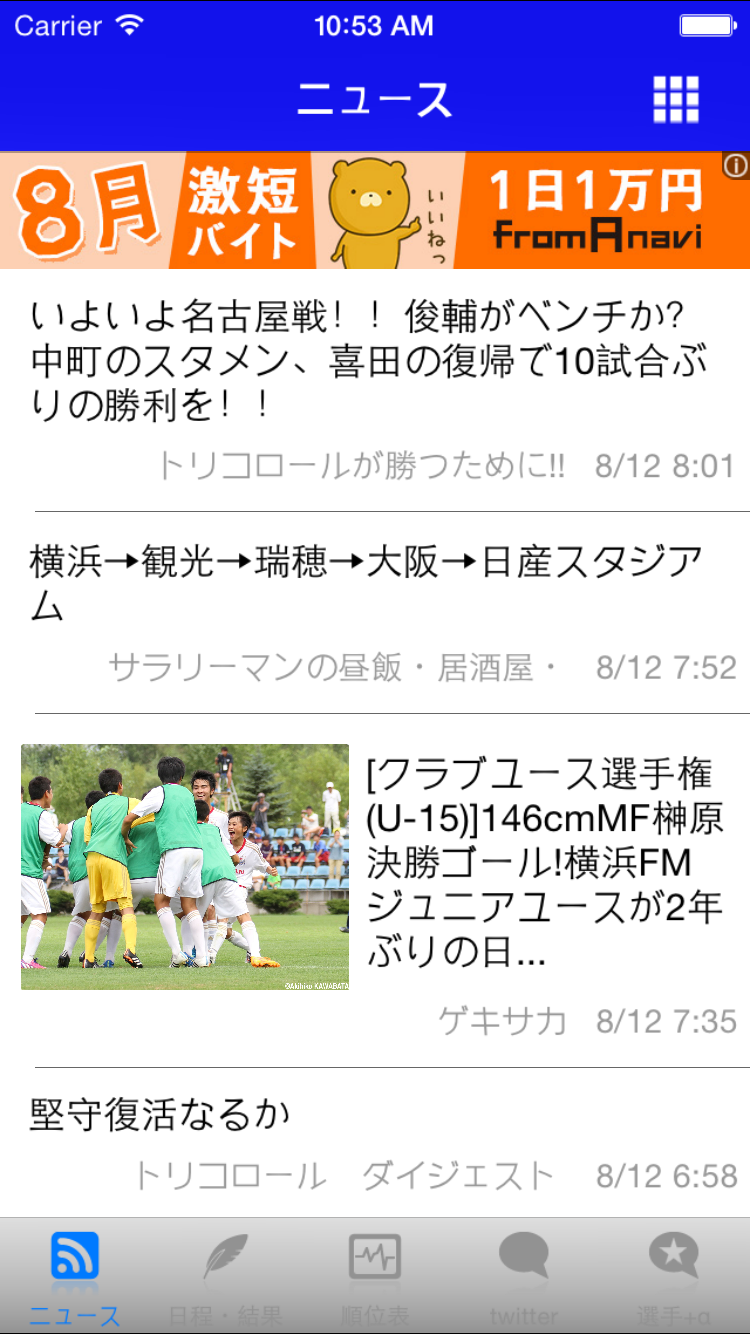 Carrier 10:53 AM
ニュース
8月
激短
バイト
いいねっ
1日1万円
fromAnavi
いよいよ名古屋戦！！俊輔がベンチか?
中町のスタメン、喜田の復帰で10試合ぶ
りの勝利を！！
トリコロールが勝つために!! 8/12 8:01
横浜→観光→瑞穂→大阪→日産スタジア
ム
サラリーマンの昼飯・居酒屋・ 8/12 7:52
[クラブユース選手権
(U-15)]146cmMF榊原
決勝ゴール!横浜FM
ジュニアユースが2年
ぶりの日...
©Akihiko KAWABATA
ゲキサカ 8/12 7:35
堅守復活なるか
トリコロール　ダイジェスト 8/12 6:58
ニュース 日程・結果 順位表 twitter 選手+α